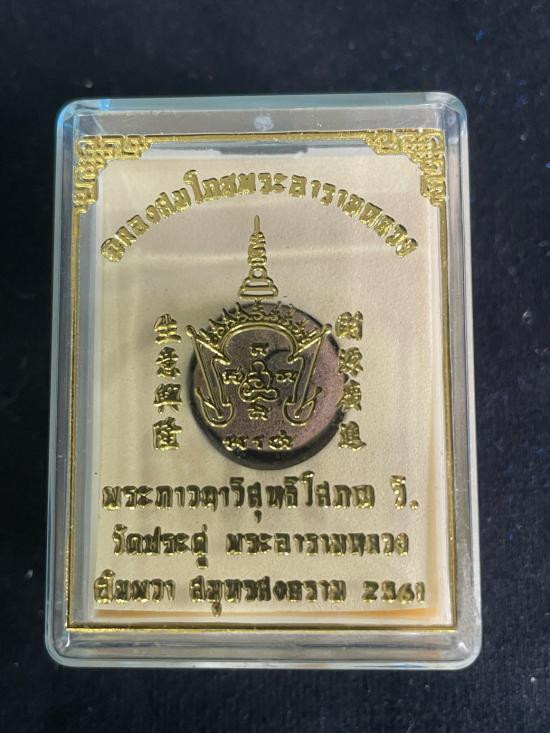 ฉลองสมโภชพระอารามหลวง
生意興隆
財源廣進
พระภาวนาวิสุทธิโสภณ วิ.
วัดประดู่ พระอารามหลวง
อัมพวา สมุทรสงคราม 2561